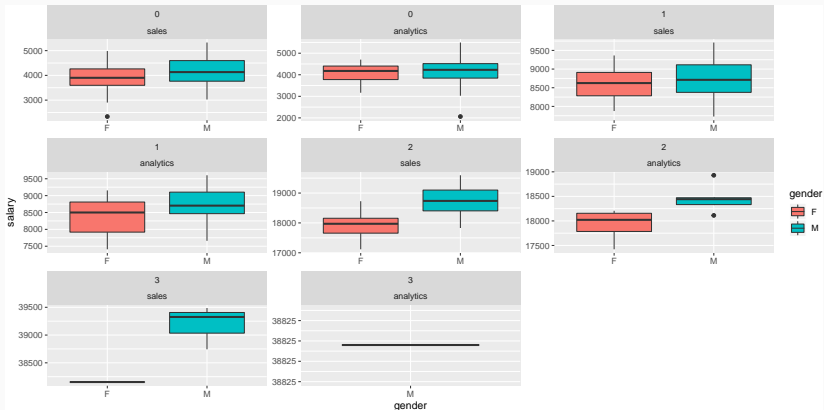 0
sales
5000
4000
3000
F
M
0
analytics
5000
4000
3000
2000
F
M
1
sales
9500
9000
8500
8000
F
M
1
analytics
9500
9000
8500
8000
7500
F
M
2
sales
19000
18000
17000
F
M
2
analytics
19000
18500
18000
17500
F
M
3
sales
39500
39000
38500
F
M
3
analytics
38825
38825
38825
38825
M
salary
gender
gender
F
M